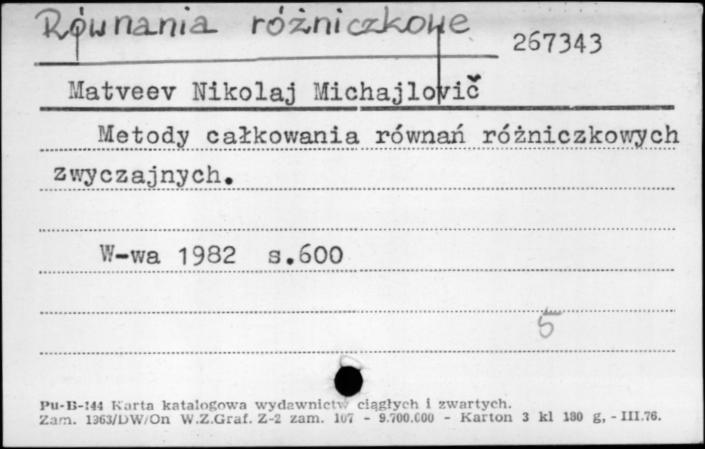 Równania różniczkowe
267343
Matveev Nikolaj Michajlovič
Metody całkowania równań różniczkowych
zwyczajnych.
W-wa 1982 s.600
5
Pu-B-144 Karta katalogowa wydawnictw ciągłych i zwartych.
Zam. 1363/DW/On W.Z.Graf. Z-2 zam. 107 - 9.700.000 - Karton 3 kl 180 g, - III.76.